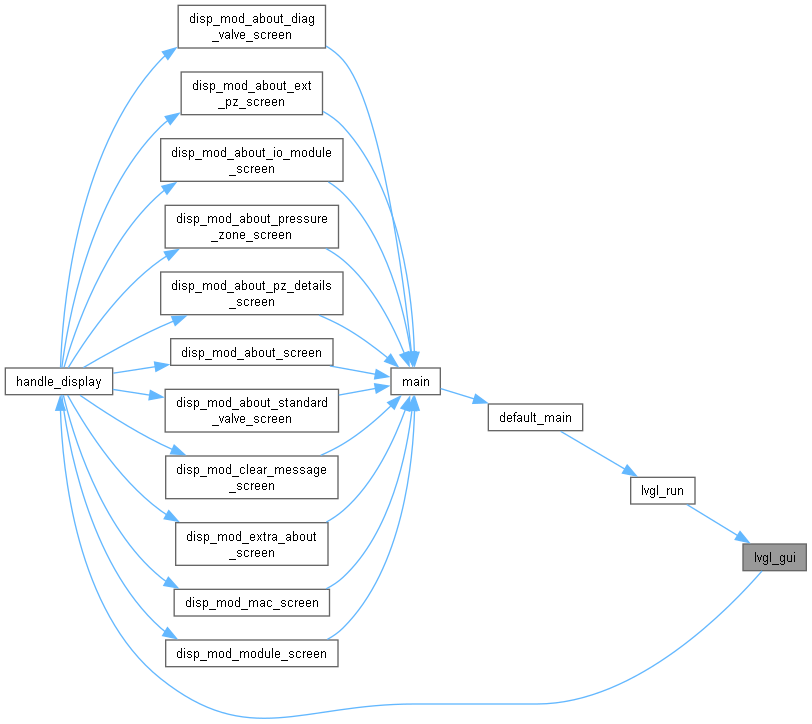 disp_mod_about_diag
_valve_screen
disp_mod_about_ext
_pz_screen
disp_mod_about_io_module
_screen
disp_mod_about_pressure
_zone_screen
disp_mod_about_pz_details
_screen
disp_mod_about_screen
handle_display
main
disp_mod_about_standard
_valve_screen
default_main
disp_mod_clear_message
_screen
lvgl_run
disp_mod_extra_about
_screen
lvgl_gui
disp_mod_mac_screen
disp_mod_module_screen